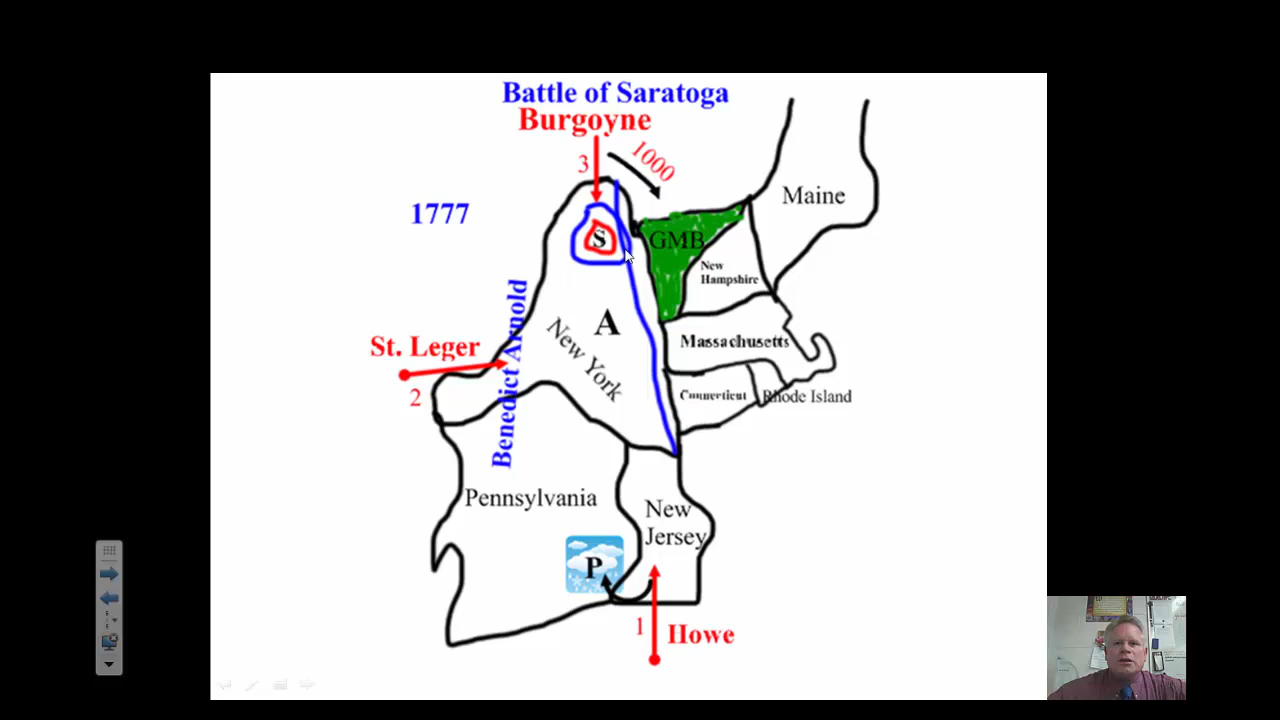 Battle of Saratoga
Burgoyne
3
1000
1777
Maine
S
GMB
New
Hampshire
A
New York
Massachusetts
St. Leger
2
Benedict Arnold
Connecticut
Rhode Island
Pennsylvania
New
Jersey
P
1
Howe